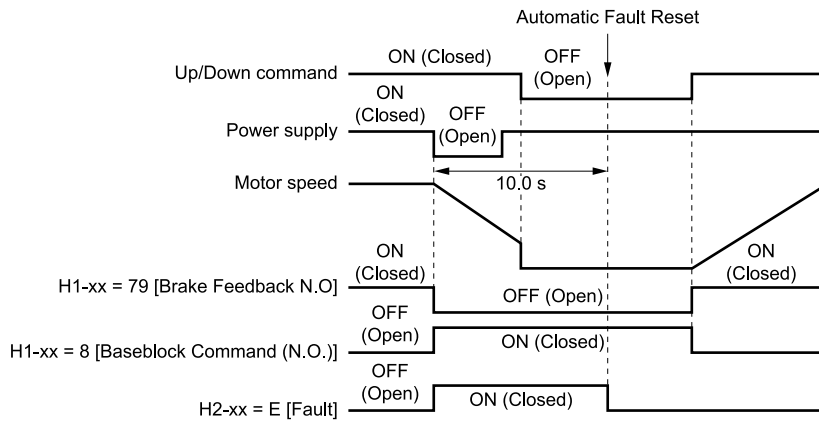 Automatic Fault Reset
ON (Closed)
OFF
(Open)
Up/Down command
ON
(Closed)
OFF
(Open)
Power supply
10.0 s
Motor speed
ON
(Closed)
ON
(Closed)
H1-xx = 79 [Brake Feedback N.O]
OFF (Open)
OFF
(Open)
H1-xx = 8 [Baseblock Command (N.O.)]
ON (Closed)
OFF
(Open)
H2-xx = E [Fault]
ON (Closed)